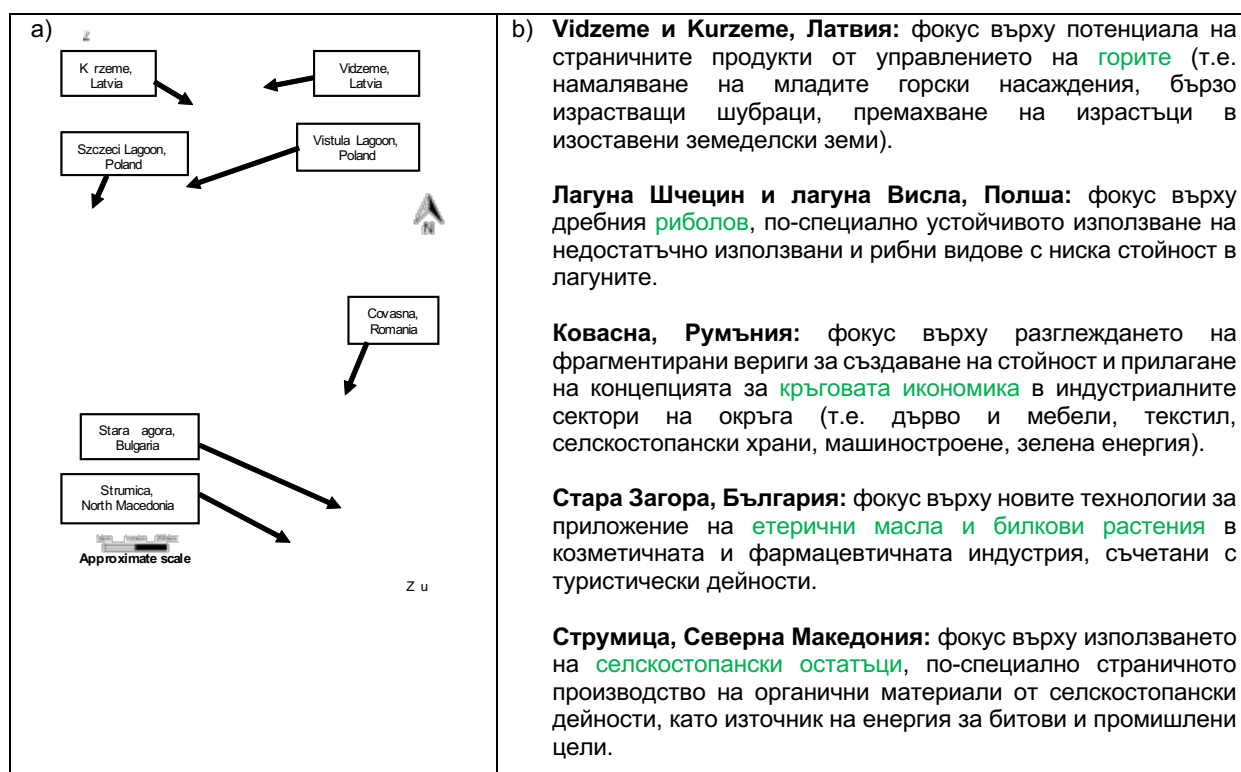 a)
z
K rzeme,
Latvia
Vidzeme,
Latvia
Szczeci Lagoon,
Poland
Vistula Lagoon,
Poland
N
Covasna,
Romania
Stara agora,
Bulgaria
Strumica,
North Macedonia
Approximate scale
Z u
b) Vidzeme и Kurzeme, Латвия: фокус върху потенциала на
страничните продукти от управлението на горите (т.е.
намаляване на младите горски насаждения, бързо
израстващи шубраци, премахване на израстъци в
изоставени земеделски земи).
Лагуна Шчецин и лагуна Висла, Полша: фокус върху
дребния риболов, по-специално устойчивото използване на
недостатъчно използвани и рибни видове с ниска стойност в
лагуните.
Ковасна, Румъния: фокус върху разглеждането на
фрагментирани вериги за създаване на стойност и прилагане
на концепцията за кръговата икономика в индустриалните
сектори на окръга (т.е. дърво и мебели, текстил,
селскостопански храни, машиностроене, зелена енергия).
Стара Загора, България: фокус върху новите технологии за
приложение на етерични масла и билкови растения в
козметичната и фармацевтичната индустрия, съчетани с
туристически дейности.
Струмица, Северна Македония: фокус върху използването
на селскостопански остатъци, по-специално страничното
производство на органични материали от селскостопански
дейности, като източник на енергия за битови и промишлени
цели.